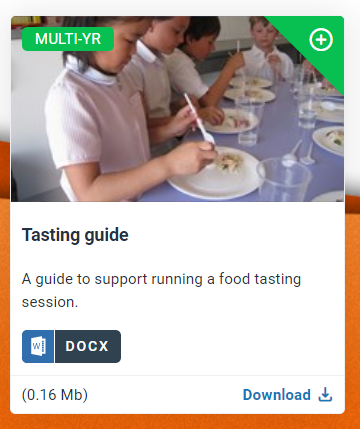 MULTI-YR
Tasting guide
A guide to support running a food tasting
session.
DOCX
(0.16 Mb)
Download